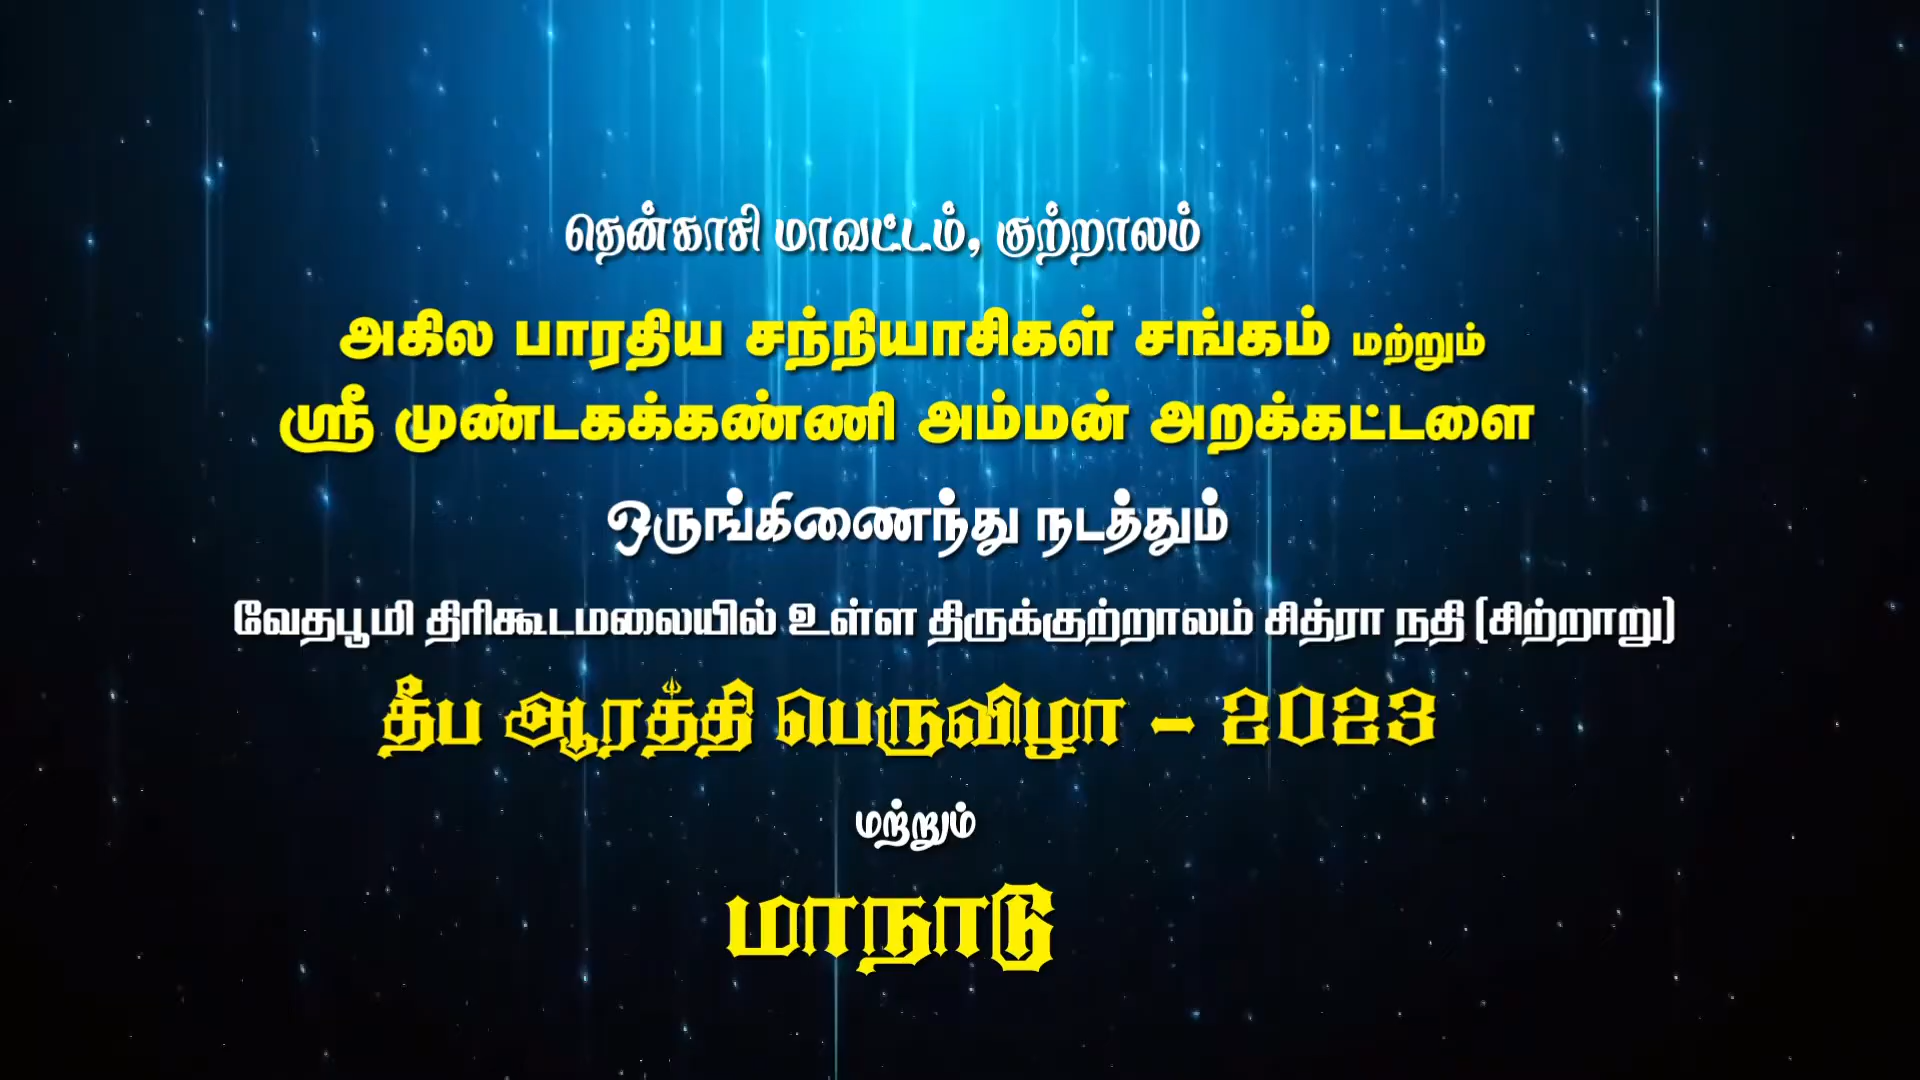 தென்காசி மாவட்டம், குற்றாலம்
அகில பாரதிய சந்நியாசிகள் சங்கம் மற்றும்
ஸ்ரீ முண்டகக்கண்ணி அம்மன் அறக்கட்டளை
ஒருங்கிணைந்து நடத்தும்
வேதபூமி திரிகூடமலையில் உள்ள திருக்குற்றாலம் சித்ரா நதி (சிற்றாறு)
தீப ஆரத்தி பெருவிழா - 2023
மற்றும்
மாநாடு